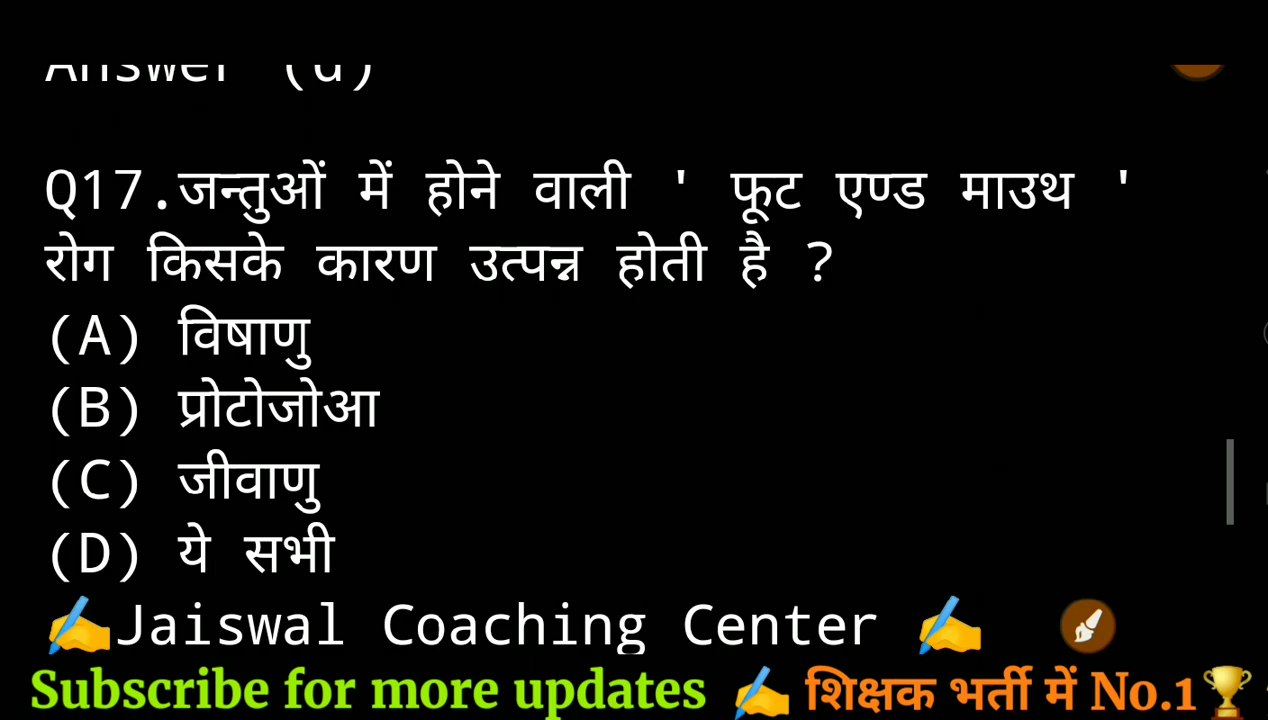 Answer (d)
Q17.जन्तुओं में होने वाली ' फूट एण्ड माउथ '
रोग किसके कारण उत्पन्न होती है ?
(A) विषाणु
(B) प्रोटोजोआ
(C) जीवाणु
(D) ये सभी
✍️Jaiswal Coaching Center ✍️
Subscribe for more updates ✍️ शिक्षक भर्ती में No.1🏆